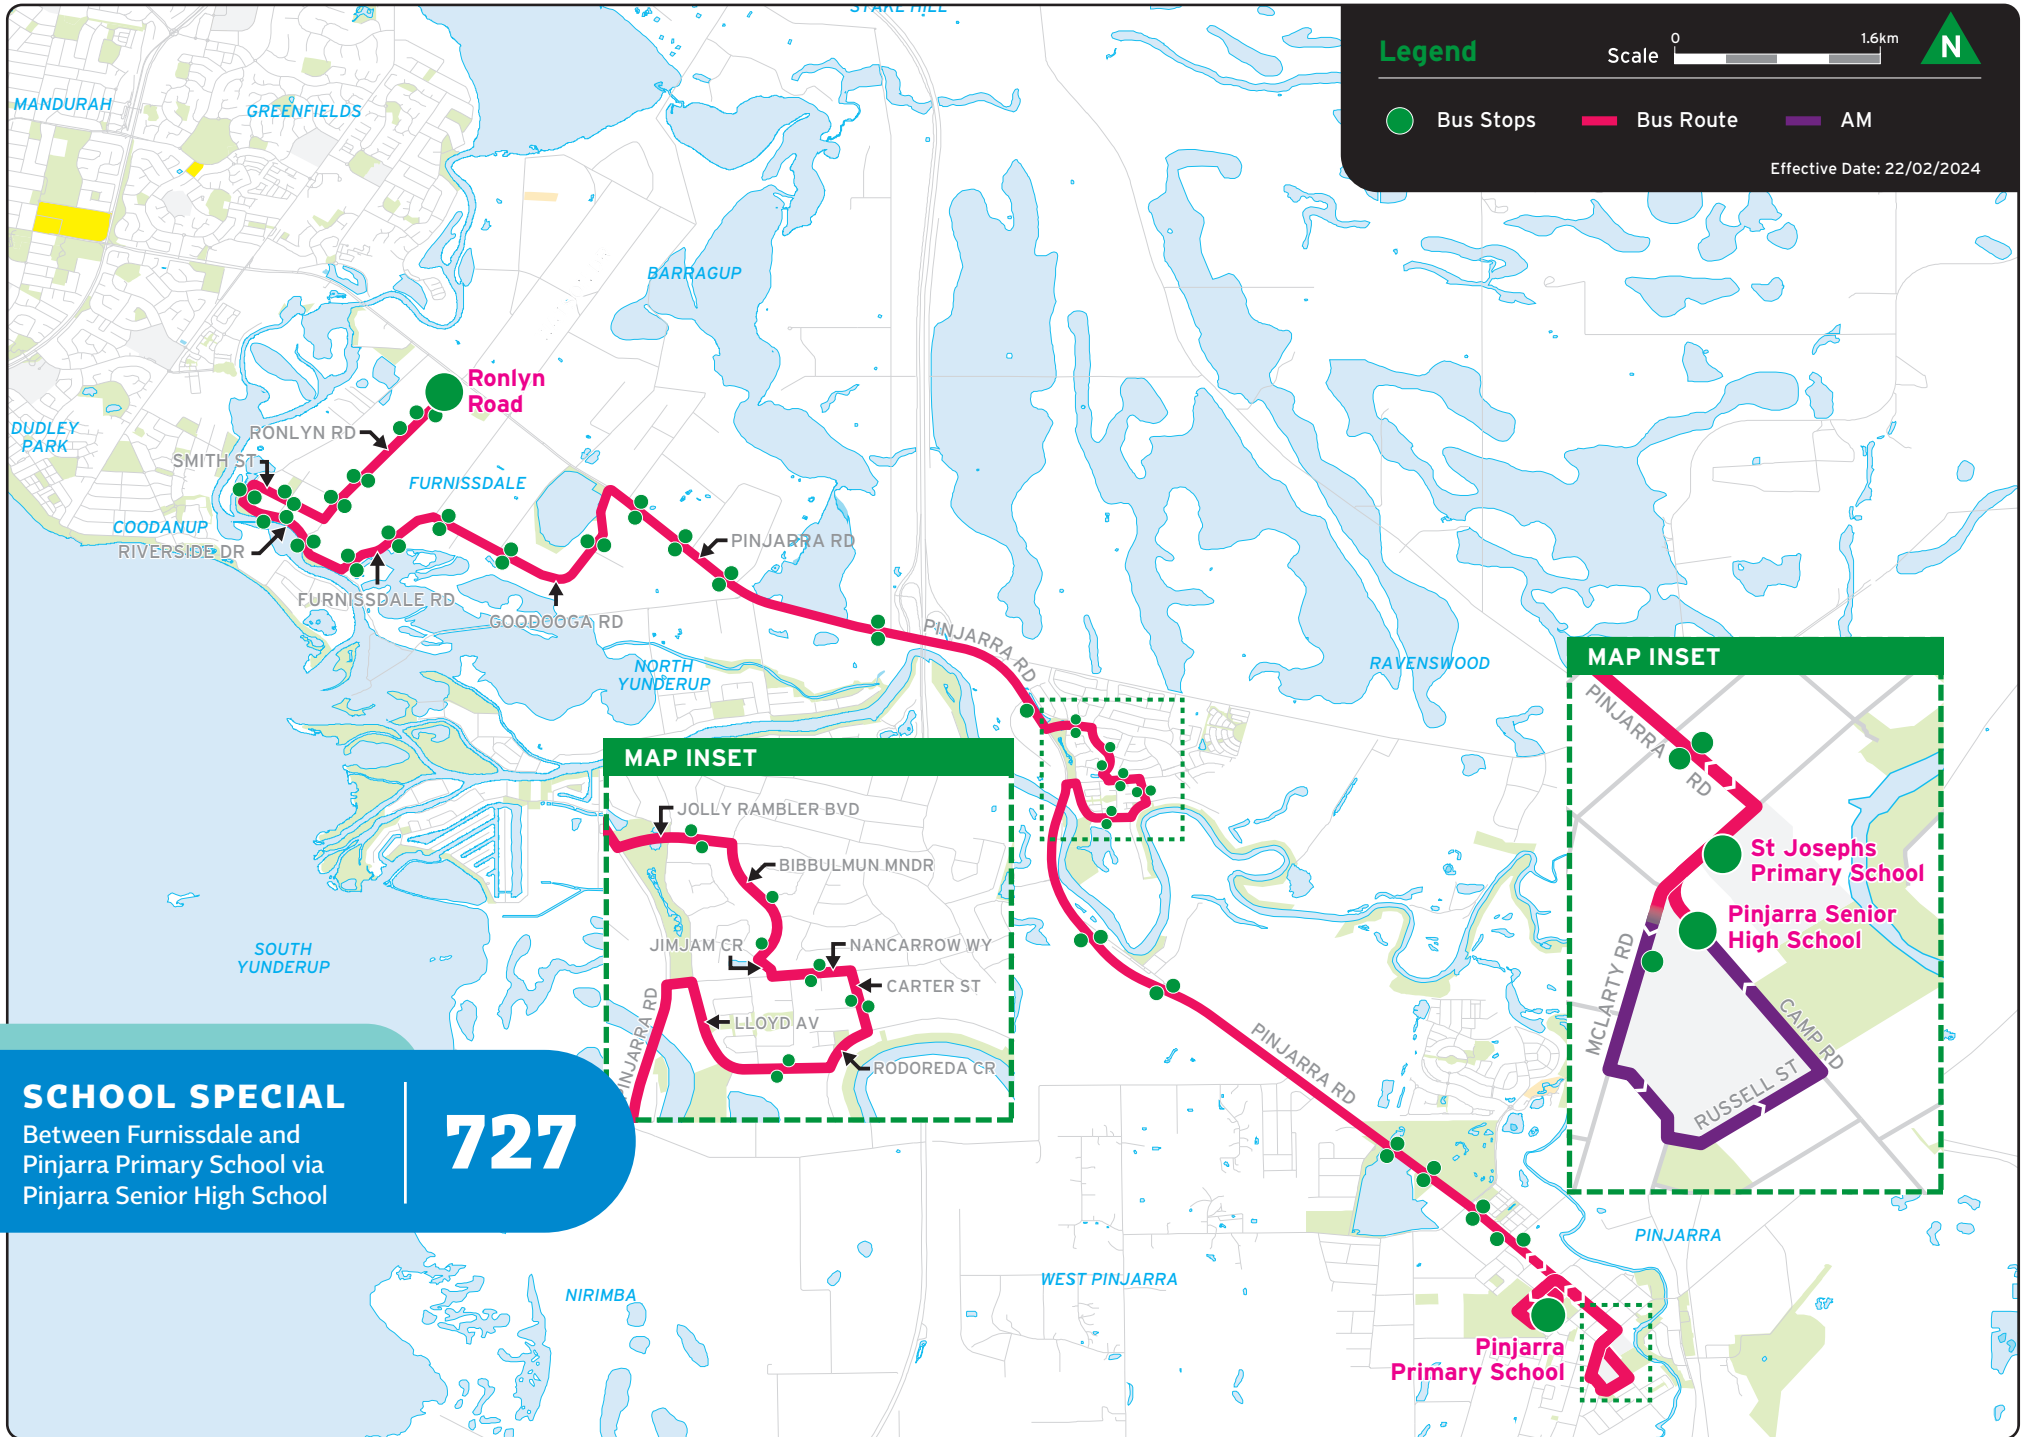 STAKE HILL
Legend
Scale
0
1.6km
N
Bus Stops
Bus Route
AM
Effective Date: 22/02/2024
MANDURAH
GREENFIELDS
BARRAGUP
Ronlyn
Road
DUDLEY
PARK
RONLYN RD
SMITH ST
FURNISSDALE
COODANUP
RIVERSIDE DR
PINJARRA RD
FURNISSDALE RD
GOODOOGA RD
PINJARRA RD
NORTH
YUNDERUP
RAVENSWOOD
MAP INSET
PINJARRA
RD
St Josephs
Primary School
Pinjarra Senior
High School
MCLARTY RD
CAMP RD
RUSSELL ST
MAP INSET
JOLLY RAMBLER BVD
BIBBULMUN MNDR
JIMJAM CR
NANCARROW WY
CARTER ST
LLOYD AV
PINJARRA RD
RODOREDA CR
SOUTH
YUNDERUP
PINJARRA RD
SCHOOL SPECIAL
Between Furnissdale and
Pinjarra Primary School via
Pinjarra Senior High School
727
PINJARRA
WEST PINJARRA
NIRIMBA
Pinjarra
Primary School